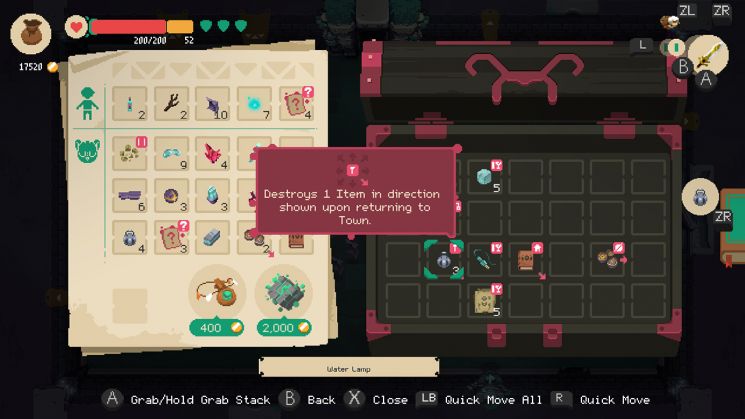 ZL
ZR
200/200
52
L
B
A
17520
2
2
10
7
?
4
9
4
5
Destroys 1 Item in direction
shown upon returning to
Town.
6
3
3
ZR
4
?
3
2
3
5
400
2,000
Water Lamp
A Grab/Hold Grab Stack
B Back
X Close
LB Quick Move All
R Quick Move